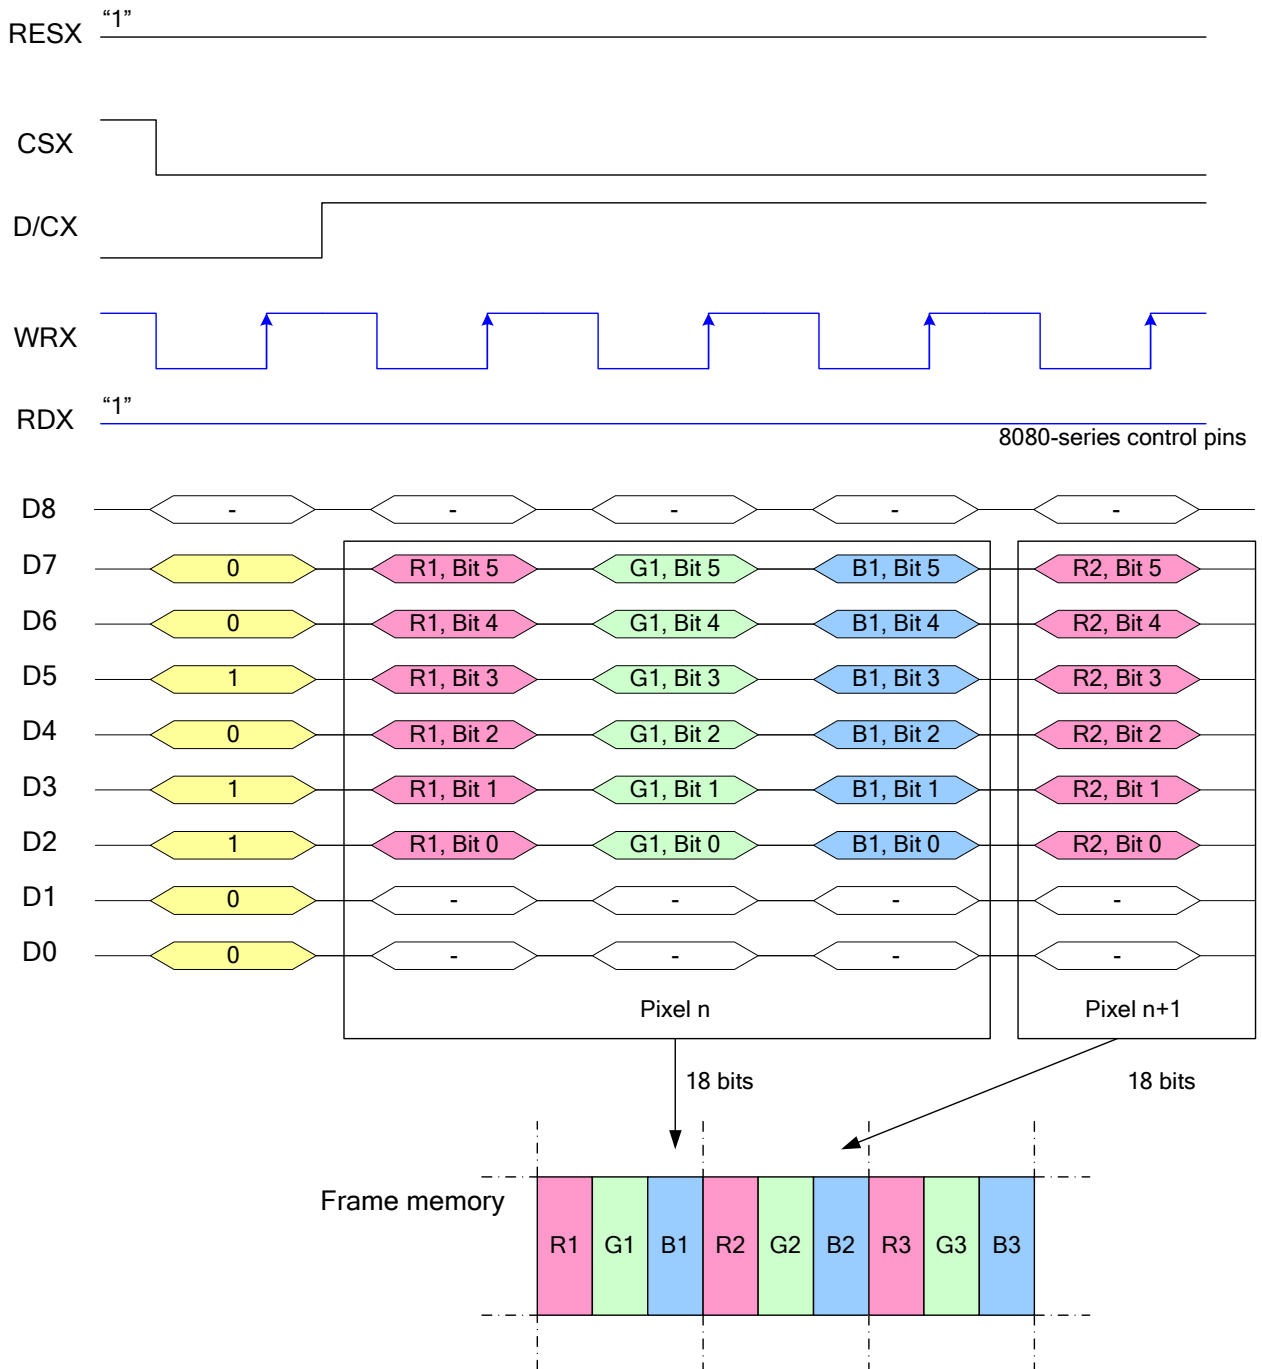 RESX “1”
CSX
D/CX
WRX
RDX “1”
8080-series control pins
D8 - - - - -
D7 0 R1, Bit 5 G1, Bit 5 B1, Bit 5 R2, Bit 5
D6 0 R1, Bit 4 G1, Bit 4 B1, Bit 4 R2, Bit 4
D5 1 R1, Bit 3 G1, Bit 3 B1, Bit 3 R2, Bit 3
D4 0 R1, Bit 2 G1, Bit 2 B1, Bit 2 R2, Bit 2
D3 1 R1, Bit 1 G1, Bit 1 B1, Bit 1 R2, Bit 1
D2 1 R1, Bit 0 G1, Bit 0 B1, Bit 0 R2, Bit 0
D1 0 - - - -
D0 0 - - - -
Pixel n Pixel n+1
18 bits 18 bits
Frame memory
R1 G1 B1 R2 G2 B2 R3 G3 B3